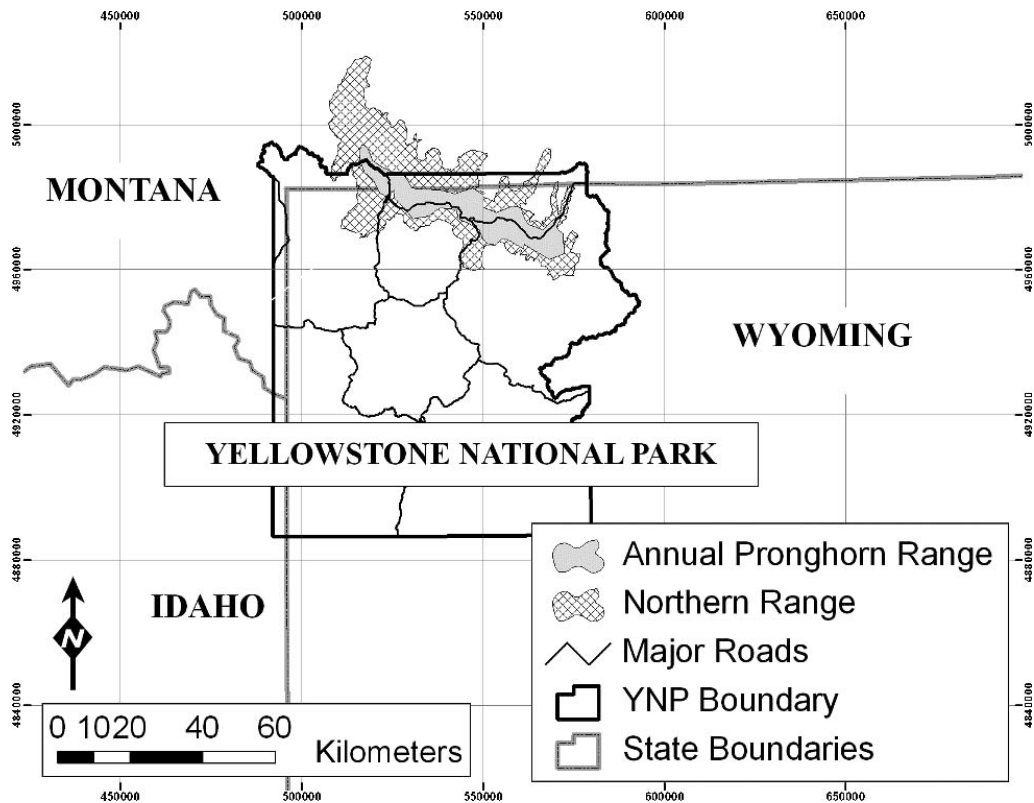 450000 500000 550000 600000 650000
5000000 5000000
MONTANA
4960000 4960000
WYOMING
4920000 4920000
YELLOWSTONE NATIONAL PARK
Annual Pronghorn Range
4880000 4880000
IDAHO
Northern Range
N
Major Roads
YNP Boundary
4840000 4840000
0 10 20 40 60
Kilometers
State Boundaries
450000 500000 550000 600000 650000